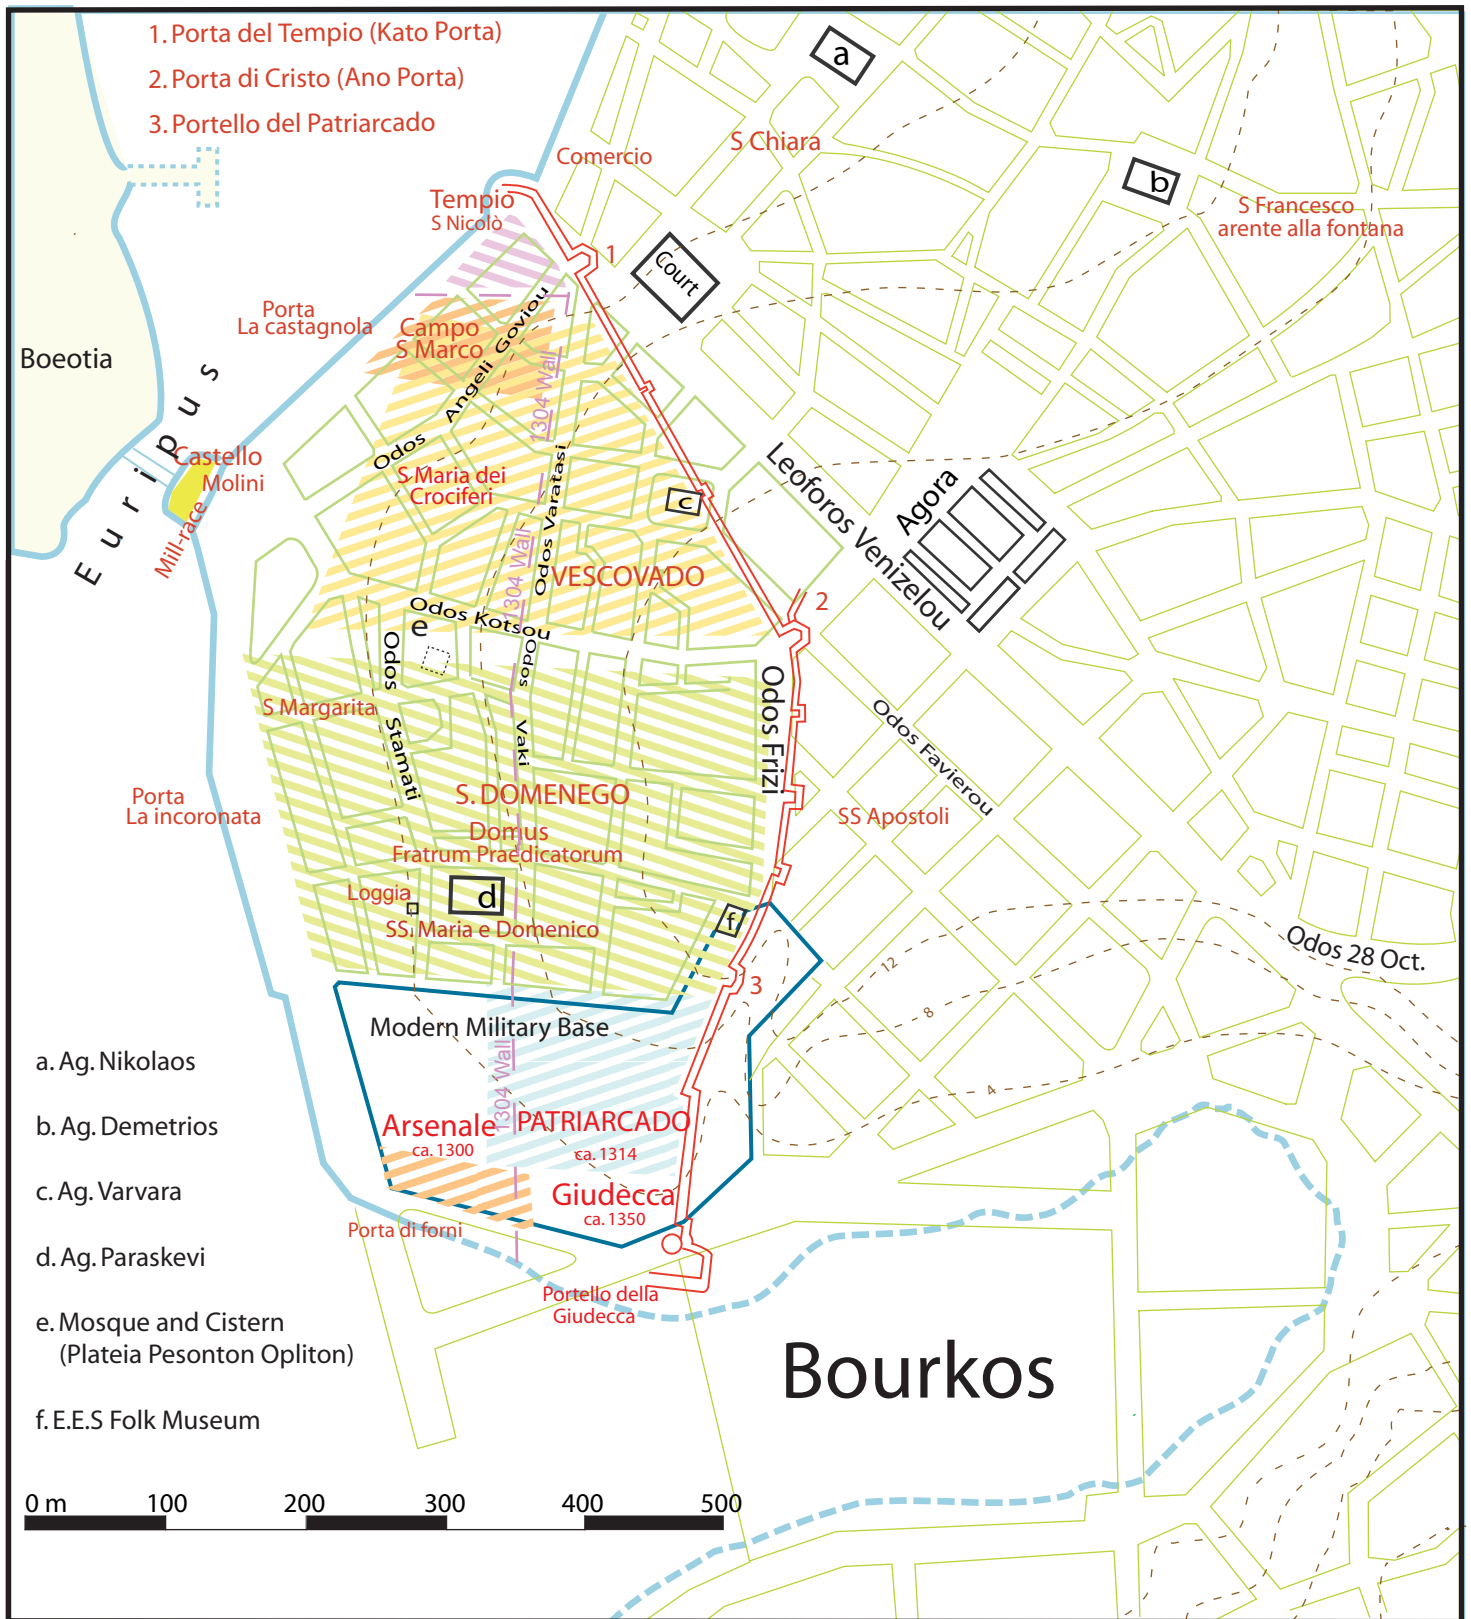 1. Porta del Tempio (Kato Porta)
2. Porta di Cristo (Ano Porta)
3. Portello del Patriarcado
a
S Chiara
Comercio
b
Tempio
S Nicolò
S Francesco
arente alla fontana
1
Court
Porta
La castagnola
Campo
S Marco
Boeotia
Euripus
Odos Angeli Goviou
1304 Wall
Castello
Molini
Mill-race
S Maria dei
Crociferi
Odos Varatasi
c
Leoforos Venizelou
Agora
1304 Wall
VESCOVADO
2
Odos Kotsou
e
Odos Stamati
Odos Vaki
Odos Frizi
S Margarita
Odos Favierou
Porta
La incoronata
S. DOMENEGO
Domus
Fratrum Praedicatorum
SS Apostoli
Loggia
d
f
SS. Maria e Domenico
Odos 28 Oct.
12
8
4
3
Modern Military Base
1304 Wall
Arsenale
ca. 1300
PATRIARCADO
ca. 1314
Giudecca
ca. 1350
Porta di forni
Portello della
Giudecca
Bourkos
a. Ag. Nikolaos
b. Ag. Demetrios
c. Ag. Varvara
d. Ag. Paraskevi
e. Mosque and Cistern
(Plateia Pesonton Opliton)
f. E.E.S Folk Museum
0 m 100 200 300 400 500